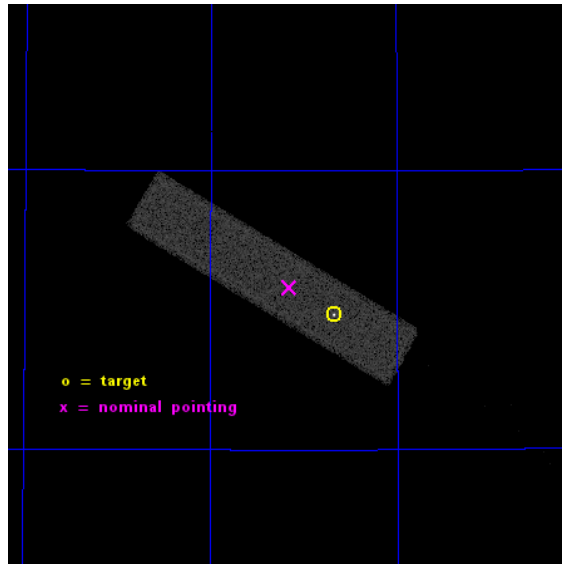 o = target
x = nominal pointing